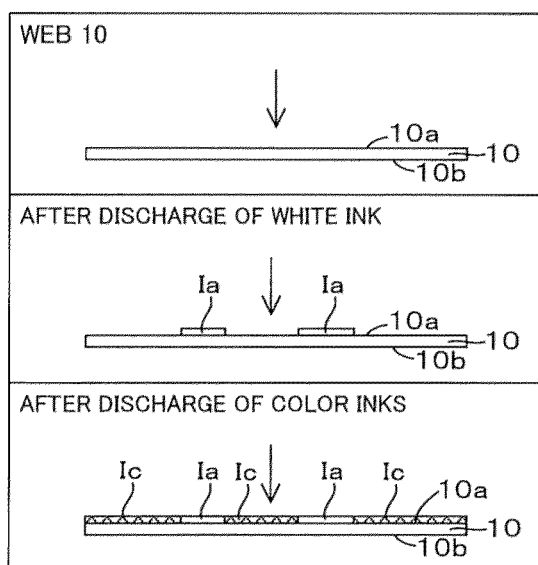 WEB 10
10a
10
10b
AFTER DISCHARGE OF WHITE INK
Ia Ia
10a
10
10b
AFTER DISCHARGE OF COLOR INKS
Ic Ia Ic Ia Ic
10a
10
10b